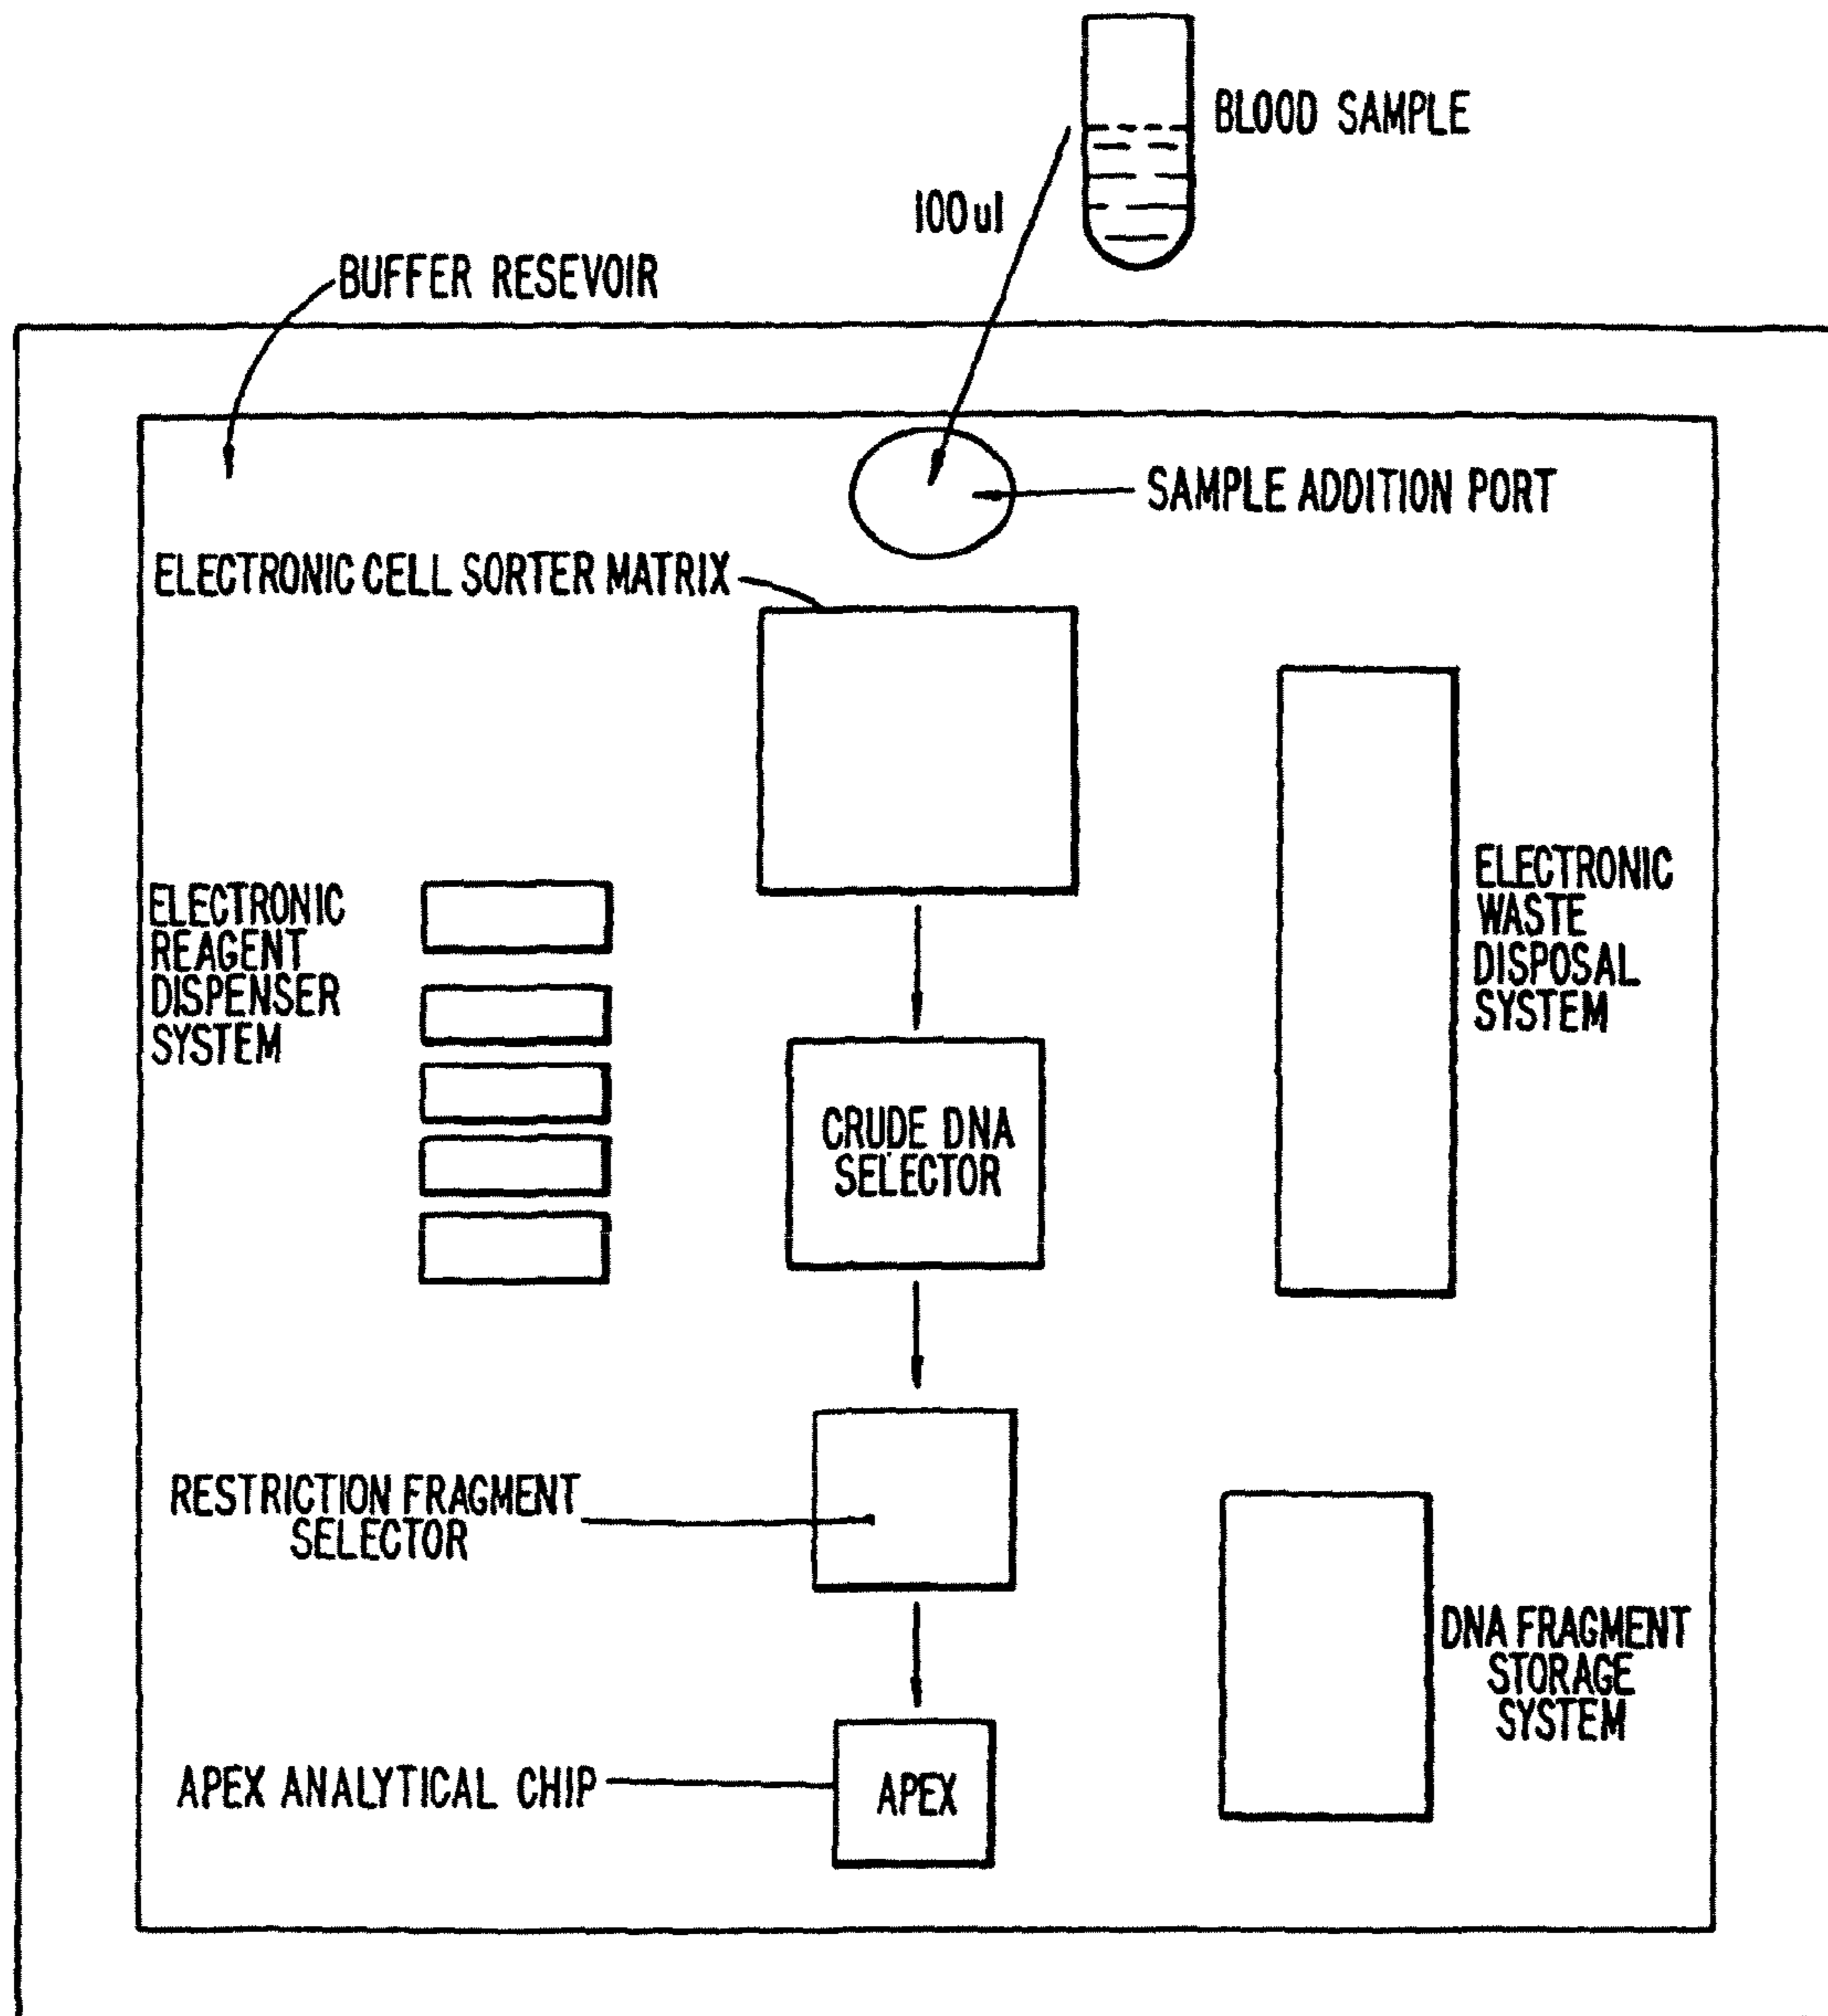 BLOOD SAMPLE
100ul
BUFFER RESEVOIR
SAMPLE ADDITION PORT
ELECTRONIC CELL SORTER MATRIX
ELECTRONIC
REAGENT
DISPENSER
SYSTEM
ELECTRONIC
WASTE
DISPOSAL
SYSTEM
CRUDE DNA
SELECTOR
RESTRICTION FRAGMENT
SELECTOR
DNA FRAGMENT
STORAGE
SYSTEM
APEX ANALYTICAL CHIP
APEX